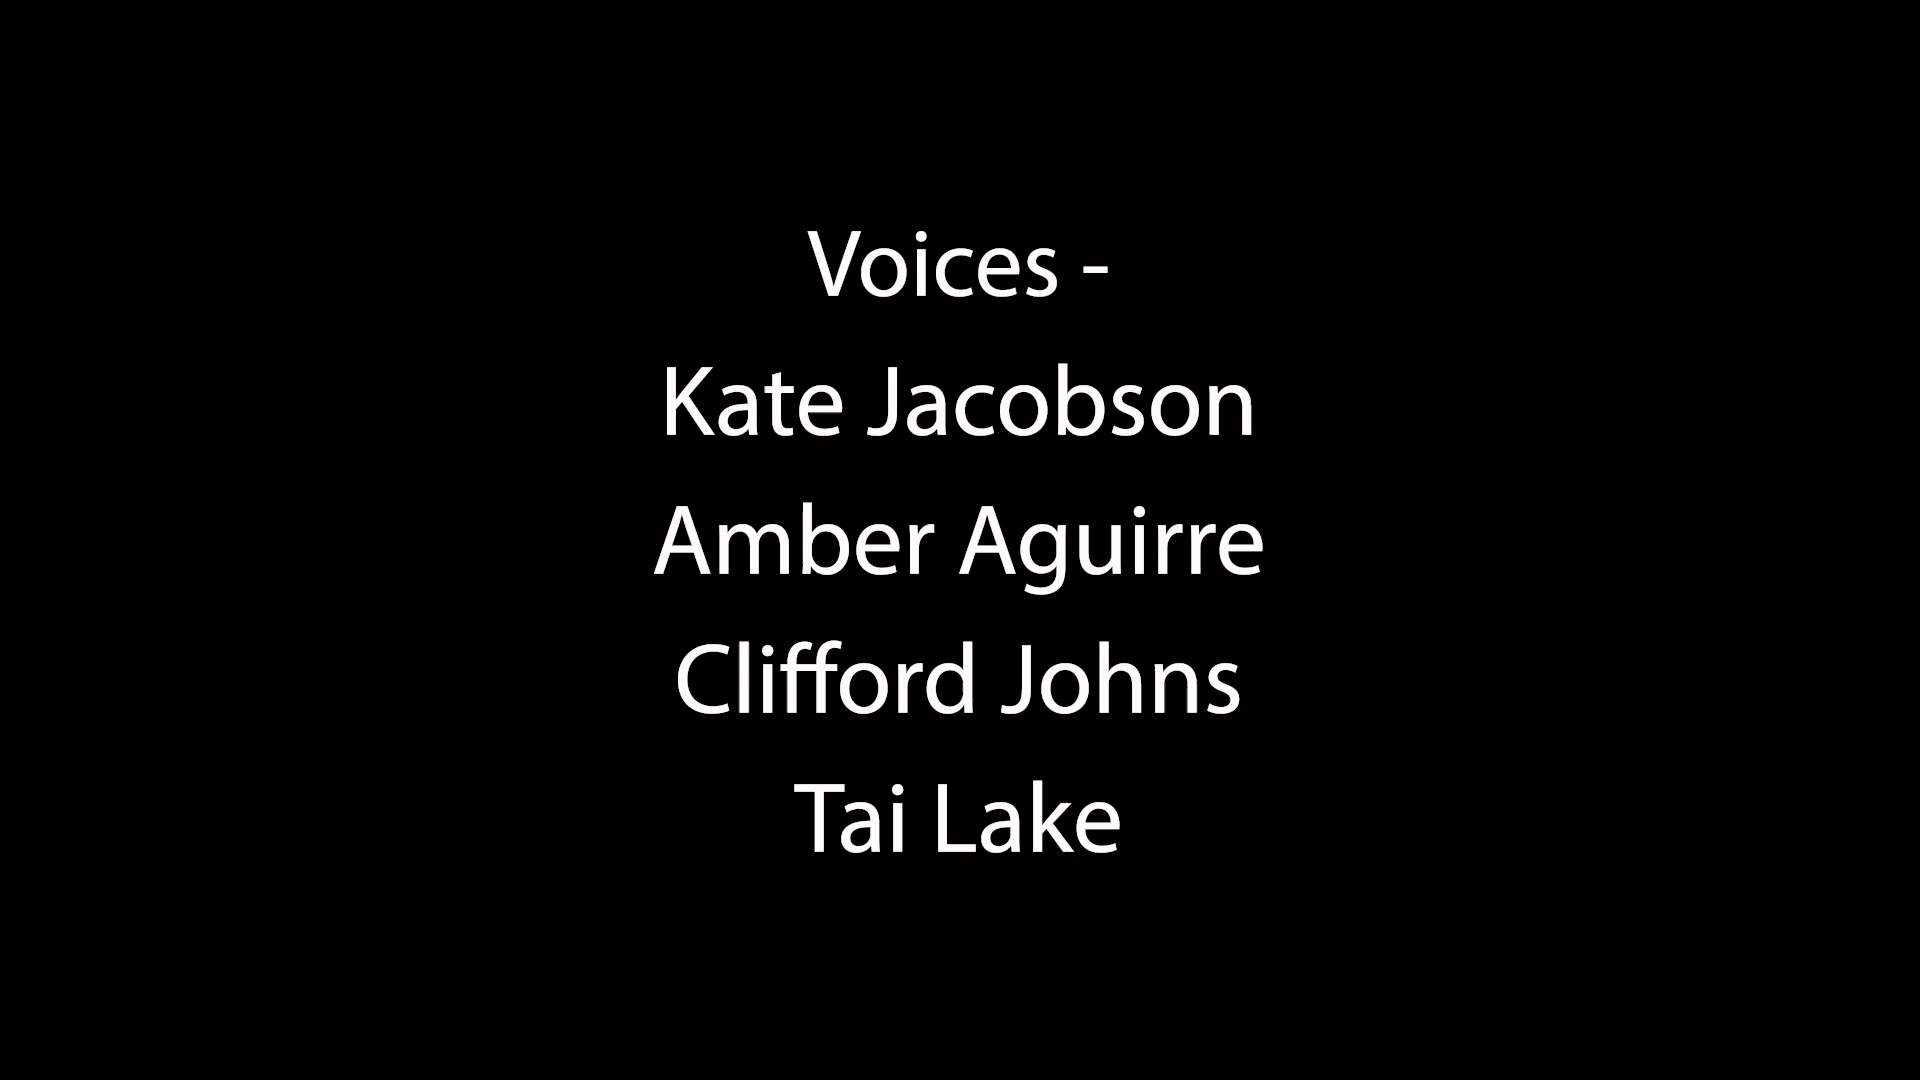 Voices -
Kate Jacobson
Amber Aguirre
Clifford Johns
Tai Lake